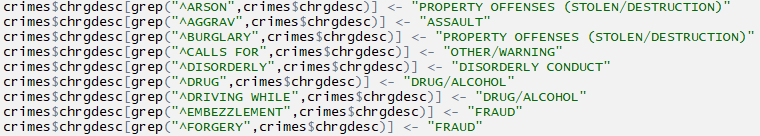 crimes$chrgdesc[grep("^ARSON",crimes$chrgdesc)] <- "PROPERTY OFFENSES (STOLEN/DESTRUCTION)"
crimes$chrgdesc[grep("^AGGRAV",crimes$chrgdesc)] <- "ASSAULT"
crimes$chrgdesc[grep("^BURGLARY",crimes$chrgdesc)] <- "PROPERTY OFFENSES (STOLEN/DESTRUCTION)"
crimes$chrgdesc[grep("^CALLS FOR",crimes$chrgdesc)] <- "OTHER/WARNING"
crimes$chrgdesc[grep("^DISORDERLY",crimes$chrgdesc)] <- "DISORDERLY CONDUCT"
crimes$chrgdesc[grep("^DRUG",crimes$chrgdesc)] <- "DRUG/ALCOHOL"
crimes$chrgdesc[grep("^DRIVING WHILE",crimes$chrgdesc)] <- "DRUG/ALCOHOL"
crimes$chrgdesc[grep("^EMBEZZLEMENT",crimes$chrgdesc)] <- "FRAUD"
crimes$chrgdesc[grep("^FORGERY",crimes$chrgdesc)] <- "FRAUD"